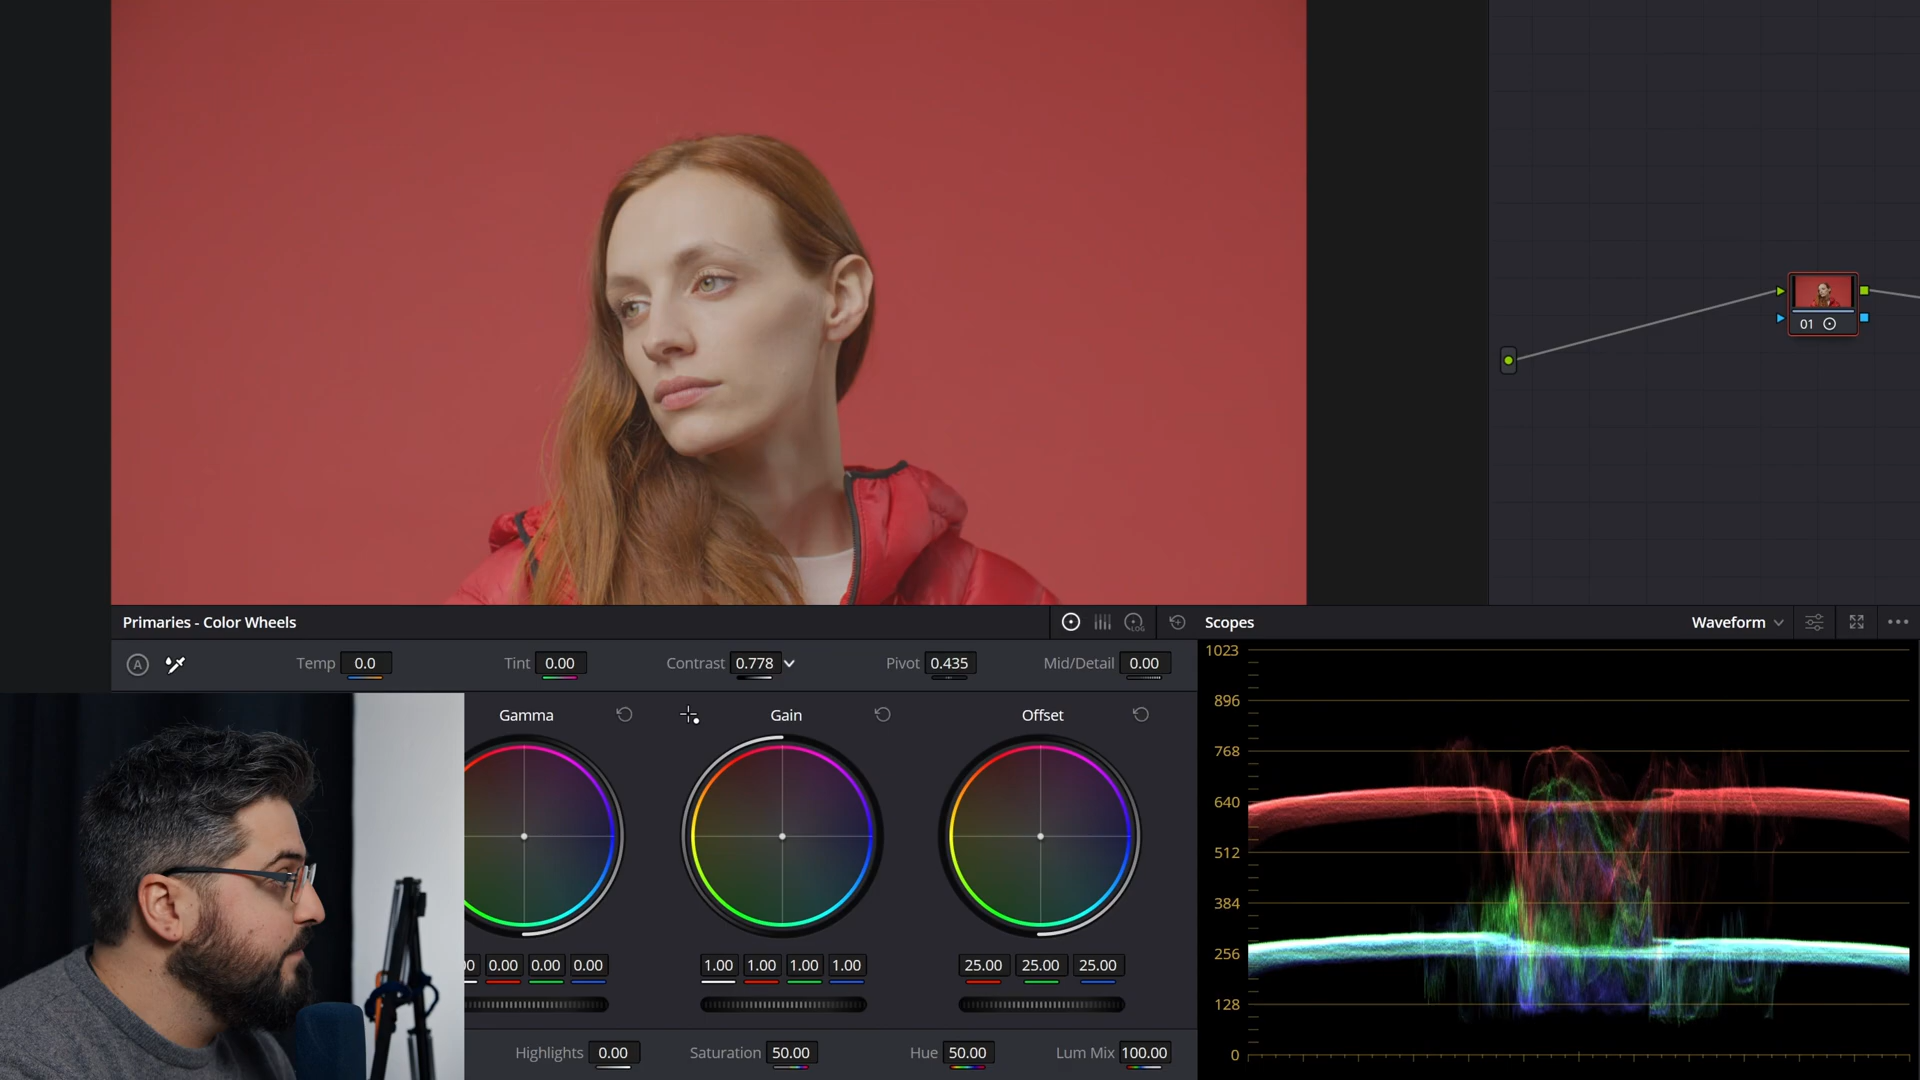 01
Primaries - Color Wheels
LOG
Scopes
Waveform
A
Temp 0.0
Tint 0.00
Contrast 0.778
Pivot 0.435
Mid/Detail 0.00
Gamma
Gain
Offset
0.00 0.00 0.00
1.00 1.00 1.00 1.00
25.00 25.00 25.00
Highlights 0.00
Saturation 50.00
Hue 50.00
Lum Mix 100.00
1023
896
768
640
512
384
256
128
0